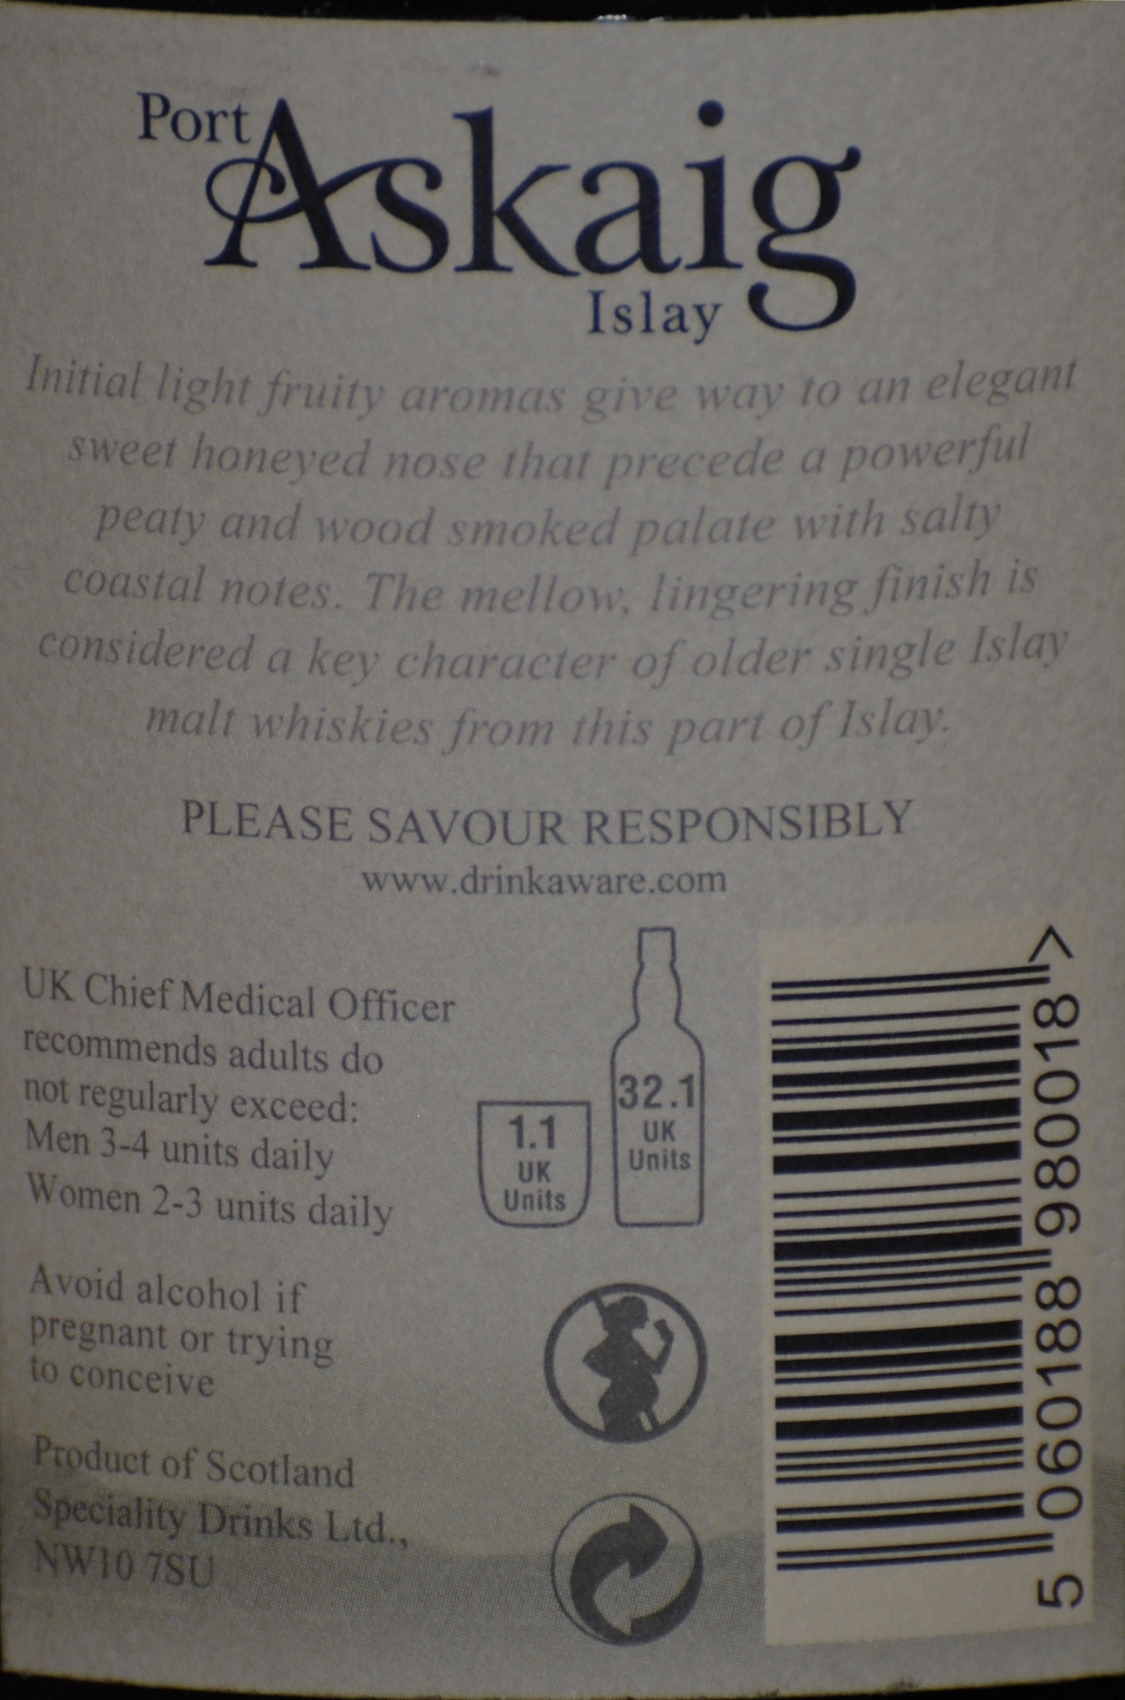 Port
Askaig
Islay
Initial light fruity aromas give way to an elegant
sweet honeyed nose that precede a powerful
peaty and wood smoked palate with salty
coastal notes. The mellow, lingering finish is
considered a key character of older single Islay
malt whiskies from this part of Islay.
PLEASE SAVOUR RESPONSIBLY
www.drinkaware.com
UK Chief Medical Officer
recommends adults do
not regularly exceed:
Men 3-4 units daily
Women 2-3 units daily
1.1
UK
Units
32.1
UK
Units
Avoid alcohol if
pregnant or trying
to conceive
Product of Scotland
Speciality Drinks Ltd.,
NW10 7SU
5 060188 980018 >